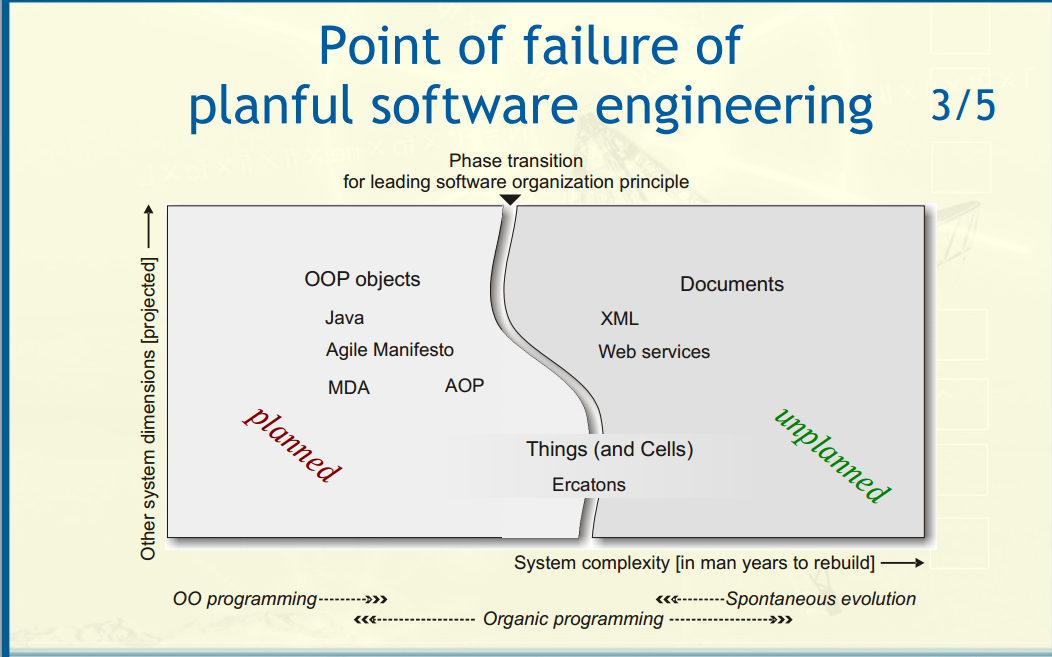 Point of failure of
planful software engineering 3/5
Phase transition
for leading software organization principle
Other system dimensions [projected]
OOP objects
Java
Agile Manifesto
MDA AOP
planned
Documents
XML
Web services
unplanned
Things (and Cells)
Ercatons
System complexity [in man years to rebuild]
OO programming
Spontaneous evolution
Organic programming